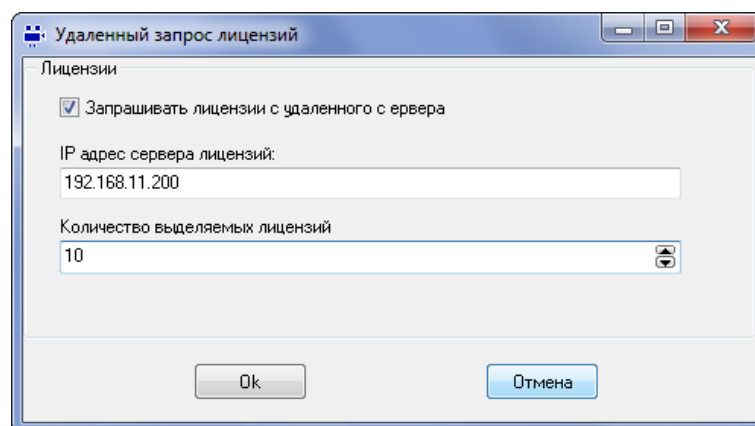 Удаленный запрос лицензий
Лицензии
Запрашивать лицензии с удаленного с ервера
IP адрес сервера лицензий:
192.168.11.200
Количество выделяемых лицензий
10
Ok Отмена